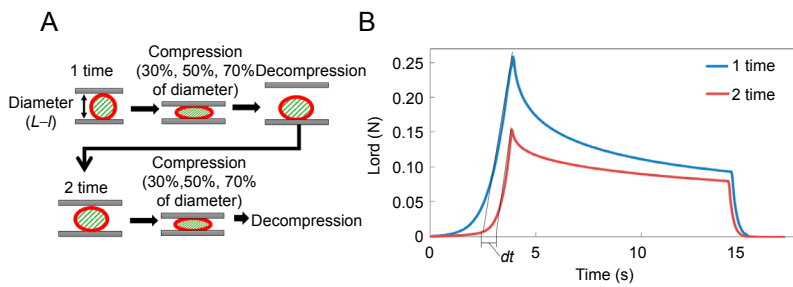 A
1 time
Compression
(30%, 50%, 70%
of diameter)
Decompression
Diameter
(L–l)
2 time
Compression
(30%,50%, 70%
of diameter)
Decompression
B
Lord (N)
0.25
0.20
0.15
0.10
0.05
0
0
5
10
15
dt
Time (s)
1 time
2 time